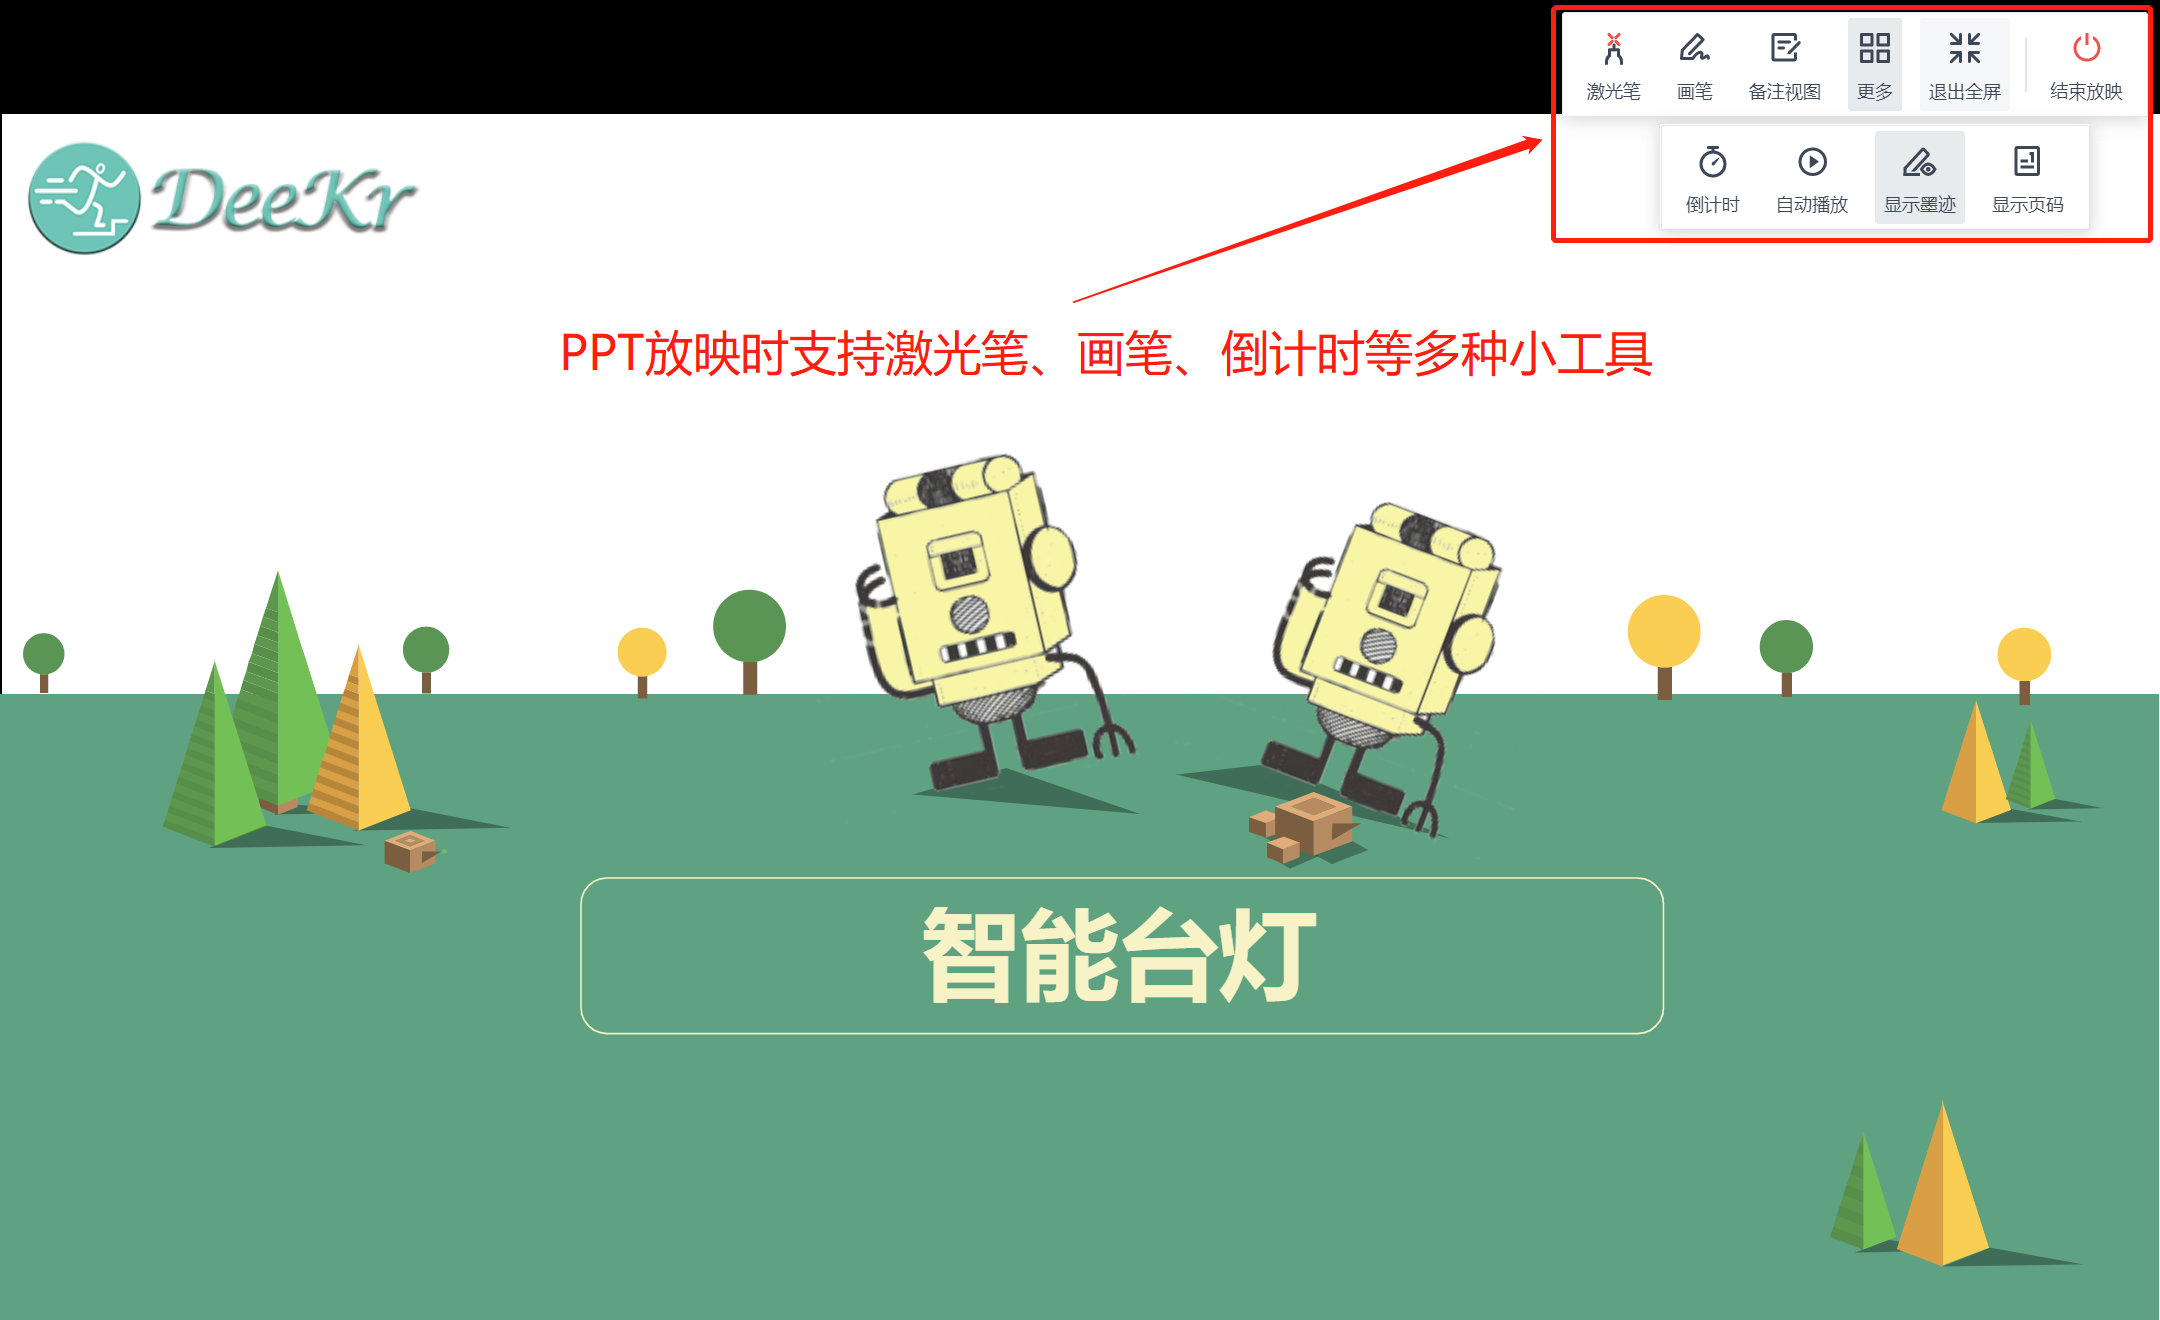 激光笔 画笔 备注视图 更多 退出全屏 结束放映
倒计时 自动播放 显示墨迹 显示页码
DeeKr
PPT放映时支持激光笔、画笔、倒计时等多种小工具
智能台灯